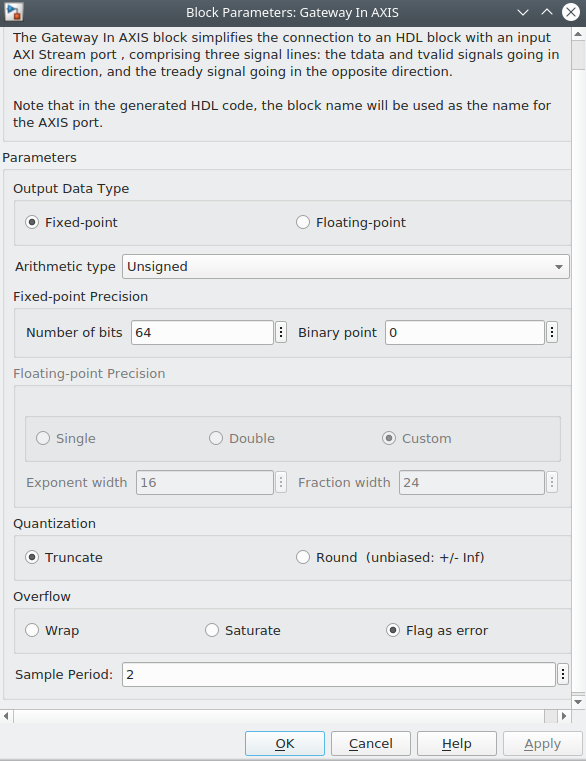 Block Parameters: Gateway In AXIS
The Gateway In AXIS block simplifies the connection to an HDL block with an input
AXI Stream port , comprising three signal lines: the tdata and tvalid signals going in
one direction, and the tready signal going in the opposite direction.
Note that in the generated HDL code, the block name will be used as the name for
the AXIS port.
Parameters
Output Data Type
Fixed-point Floating-point
Arithmetic type Unsigned
Fixed-point Precision
Number of bits 64 Binary point 0
Floating-point Precision
Single Double Custom
Exponent width 16 Fraction width 24
Quantization
Truncate Round (unbiased: +/- Inf)
Overflow
Wrap Saturate Flag as error
Sample Period: 2
OK Cancel Help Apply